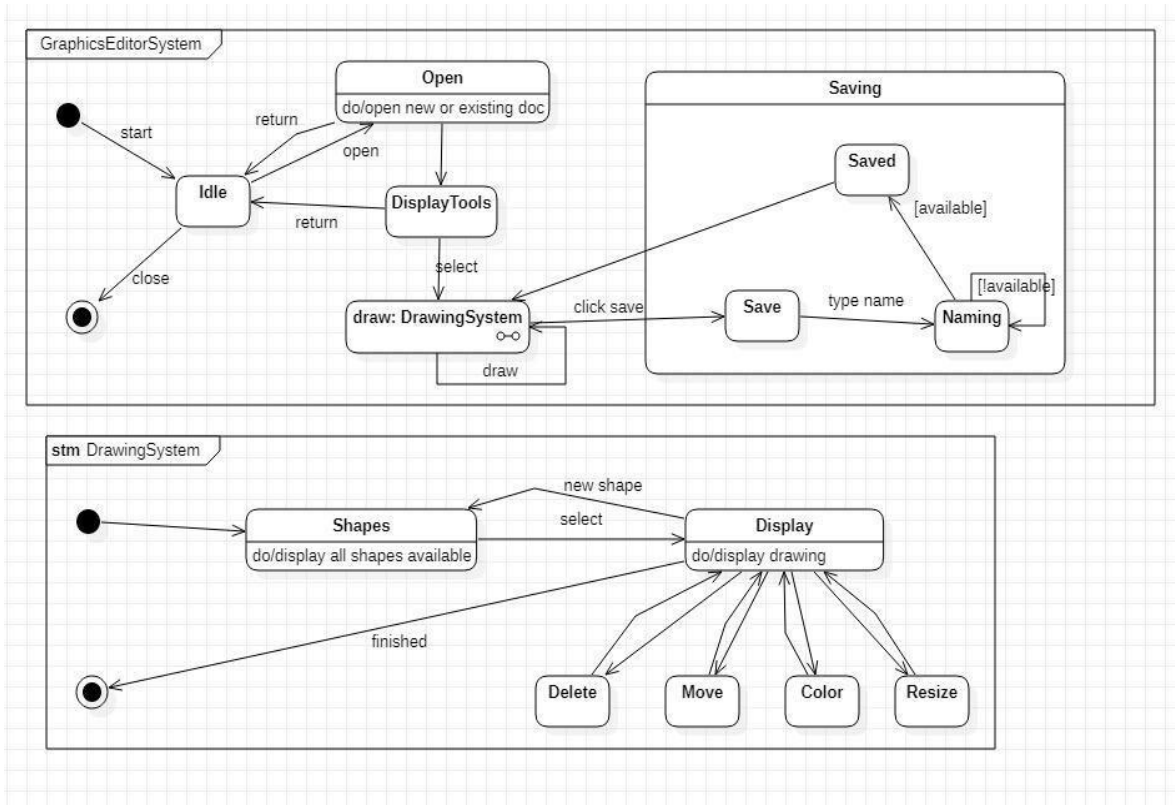 GraphicsEditorSystem
Open
do/open new or existing doc
Saving
return
start
open
Saved
Idle
DisplayTools
[available]
return
select
close
[!available]
draw: DrawingSystem
click save
Save
type name
Naming
draw
stm DrawingSystem
new shape
Shapes
select
Display
do/display all shapes available
do/display drawing
finished
Delete
Move
Color
Resize